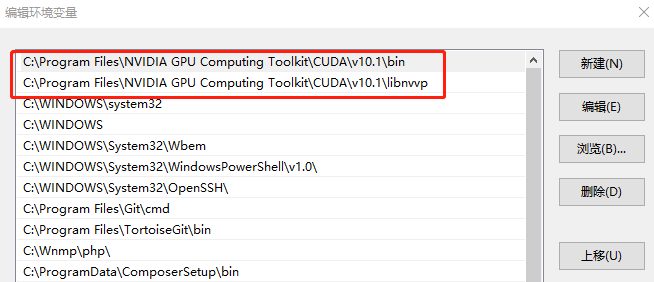 编辑环境变量
C:\Program Files\NVIDIA GPU Computing Toolkit\CUDA\v10.1\bin
C:\Program Files\NVIDIA GPU Computing Toolkit\CUDA\v10.1\libnvvp
C:\WINDOWS\system32
C:\WINDOWS
C:\WINDOWS\System32\Wbem
C:\WINDOWS\System32\WindowsPowerShell\v1.0\
C:\WINDOWS\System32\OpenSSH\
C:\Program Files\Git\cmd
C:\Program Files\TortoiseGit\bin
C:\Wnmp\php\
C:\ProgramData\ComposerSetup\bin
新建(N)
编辑(E)
浏览(B)...
删除(D)
上移(U)